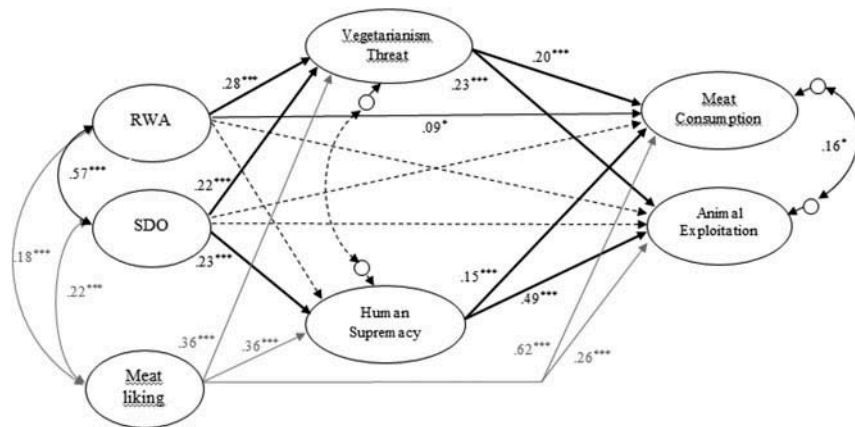 Vegetarianism
Threat
.20***
.28***
.23***
Meat
Consumption
RWA
.09*
.16*
.57***
.22***
SDO
Animal
Exploitation
.18***
.23***
.22***
.15***
.49***
Human
Supremacy
.36***
.36***
.62***
.26***
Meat
liking